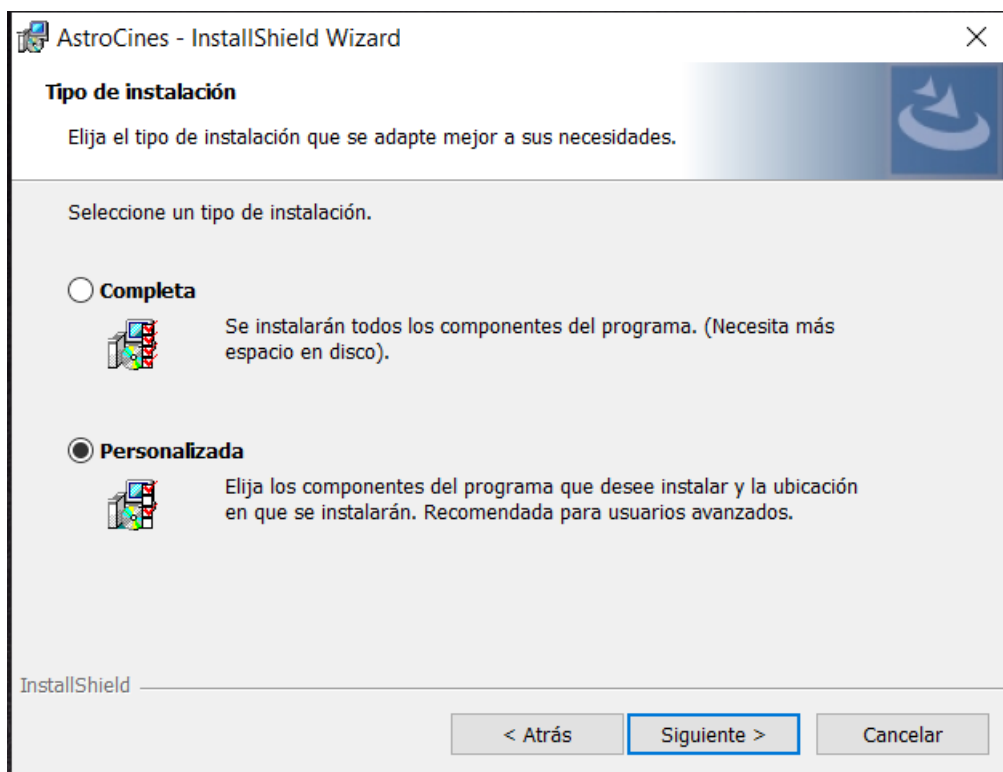 AstroCines - InstallShield Wizard
Tipo de instalación
Elija el tipo de instalación que se adapte mejor a sus necesidades.
Seleccione un tipo de instalación.
Completa
Se instalarán todos los componentes del programa. (Necesita más
espacio en disco).
Personalizada
Elija los componentes del programa que desee instalar y la ubicación
en que se instalarán. Recomendada para usuarios avanzados.
InstallShield
< Atrás Siguiente > Cancelar